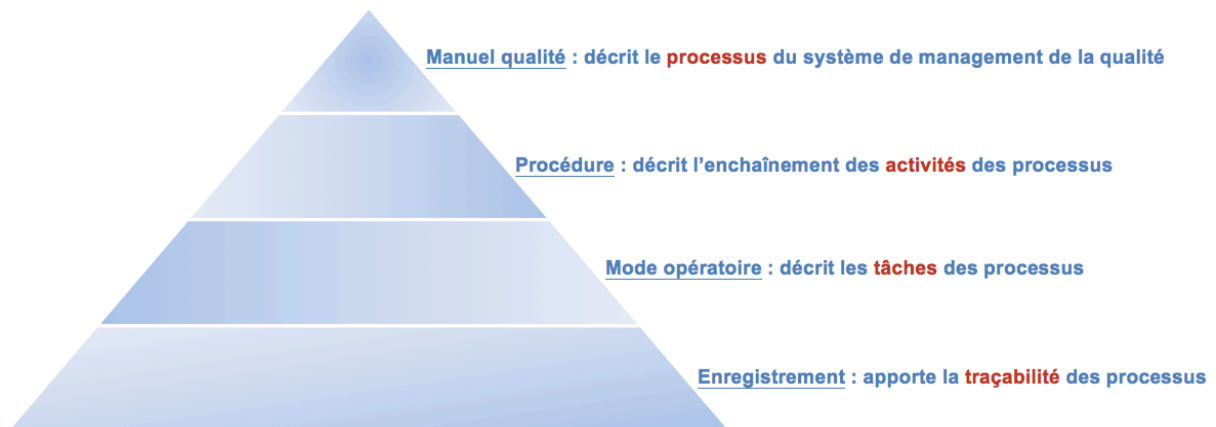 Manuel qualité : décrit le processus du système de management de la qualité
Procédure : décrit l’enchaînement des activités des processus
Mode opératoire : décrit les tâches des processus
Enregistrement : apporte la traçabilité des processus